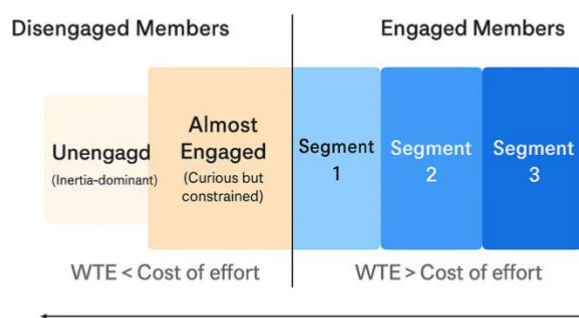 Disengaged Members
Engaged Members
Unengagd
(Inertia-dominant)
Almost
Engaged
(Curious but
constrained)
Segment
1
Segment
2
Segment
3
WTE < Cost of effort
WTE > Cost of effort